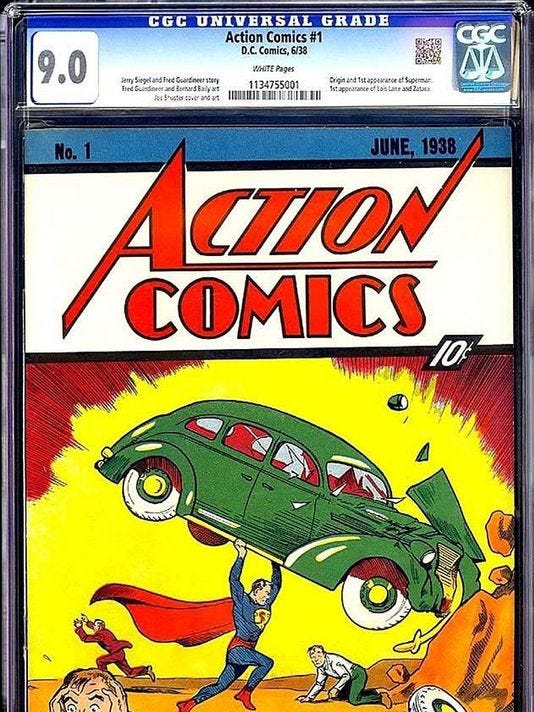 CGC UNIVERSAL GRADE
9.0
Action Comics #1
D.C. Comics, 6/38
WHITE Pages
Jerry Siegel and Fred Guardineer story
Fred Guardineer and Bernard Baily art
Joe Shuster cover and art
1134755001
Origin and 1st appearance of Superman.
1st appearance of Lois Lane and Zatara.
CGC
No. 1
JUNE, 1938
ACTION
COMICS
10¢
S